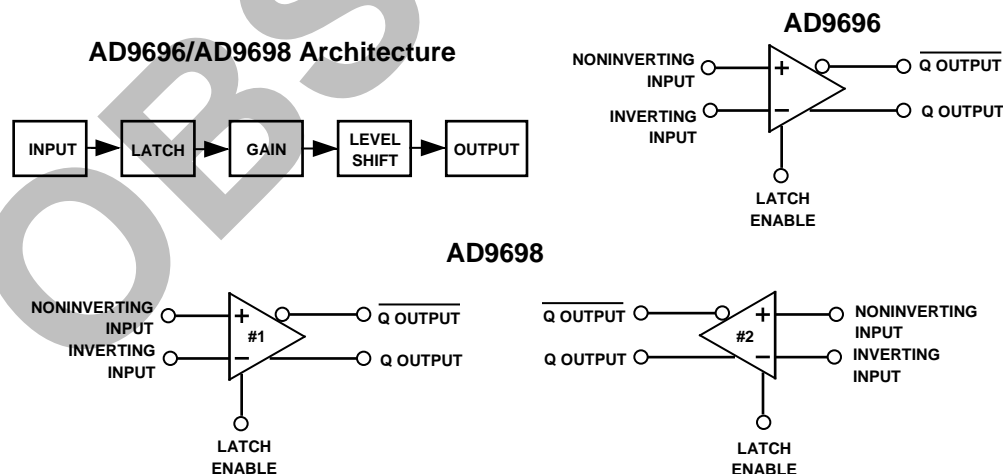 AD9696/AD9698 Architecture
INPUT
LATCH
GAIN
LEVEL
SHIFT
OUTPUT
AD9696
NONINVERTING
INPUT
+
Q OUTPUT
INVERTING
INPUT
–
Q OUTPUT
LATCH
ENABLE
AD9698
NONINVERTING
INPUT
+
Q OUTPUT
#1
INVERTING
INPUT
–
Q OUTPUT
LATCH
ENABLE
Q OUTPUT
+
NONINVERTING
INPUT
#2
Q OUTPUT
–
INVERTING
INPUT
LATCH
ENABLE
OBS